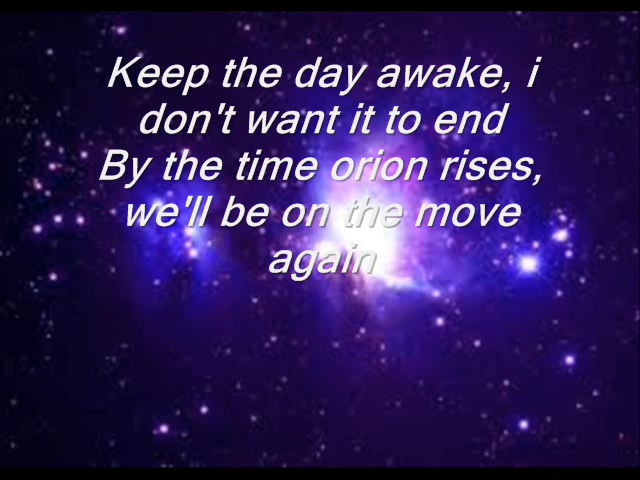 Keep the day awake, i
don't want it to end
By the time orion rises,
we'll be on the move
again